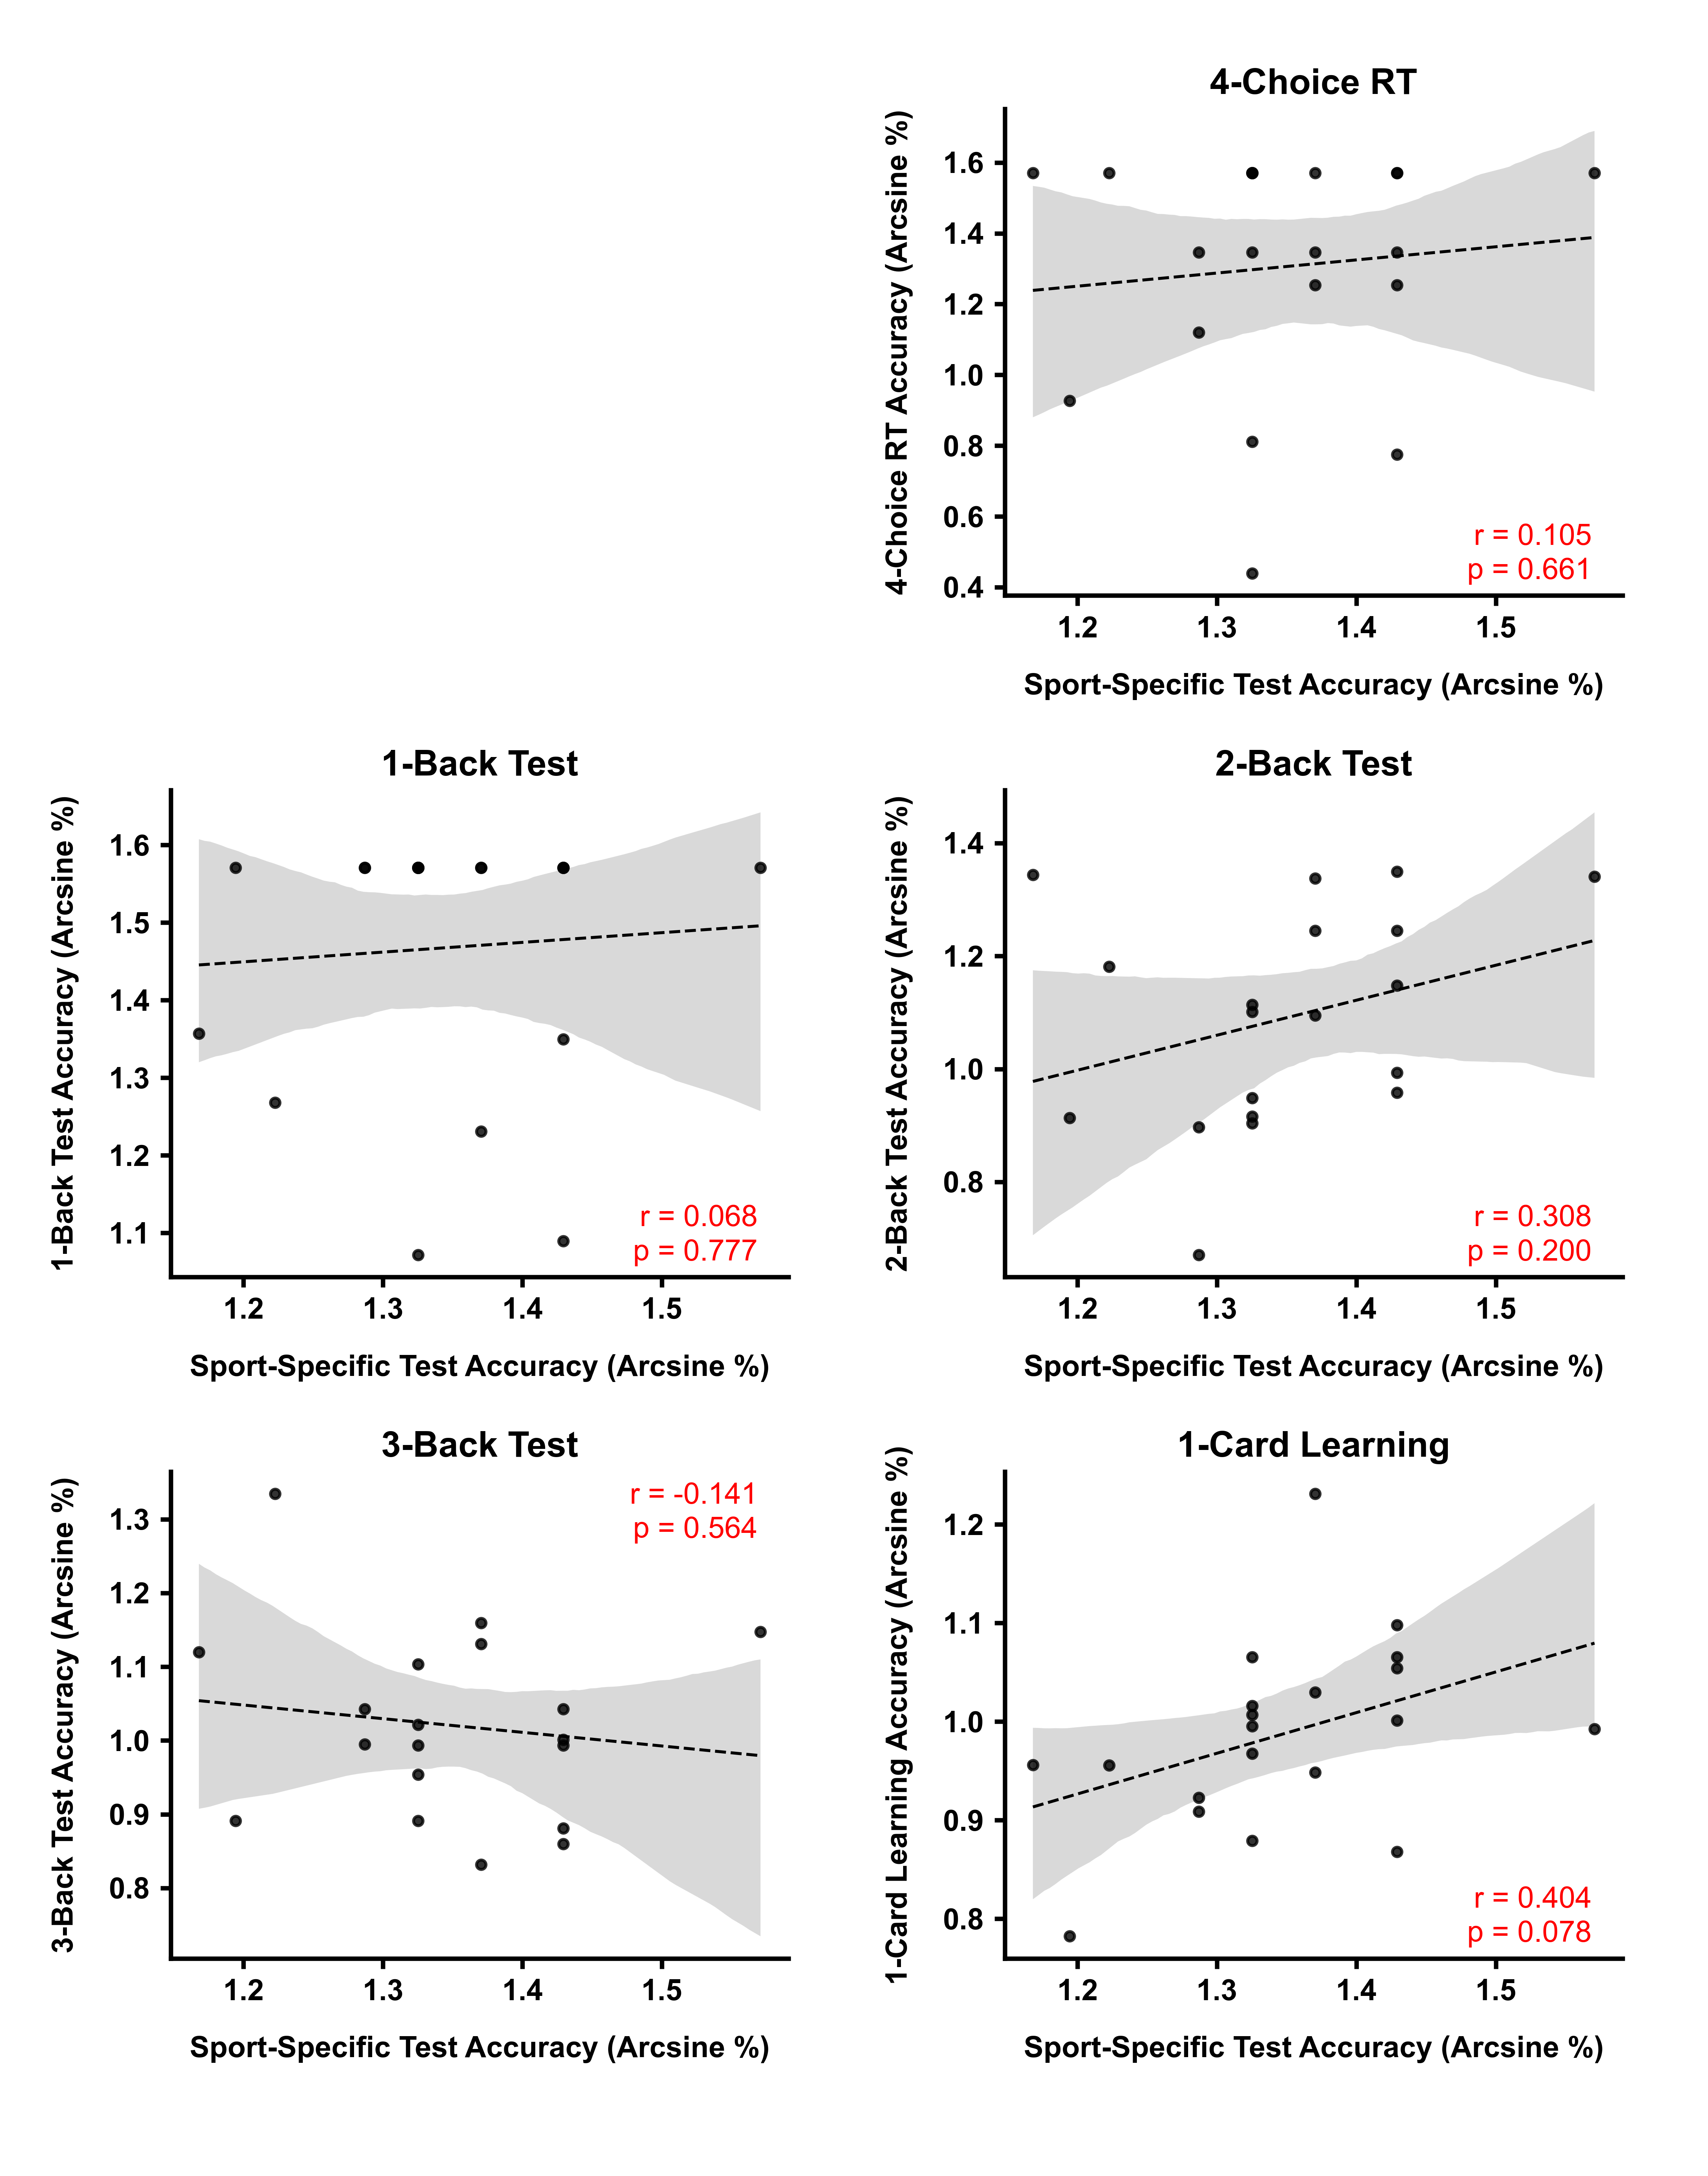 4-Choice RT
4-Choice RT Accuracy (Arcsine %)
1.6
1.4
1.2
1.0
0.8
0.6
0.4
r = 0.105
p = 0.661
1.2 1.3 1.4 1.5
Sport-Specific Test Accuracy (Arcsine %)
1-Back Test
1-Back Test Accuracy (Arcsine %)
1.6
1.5
1.4
1.3
1.2
1.1
r = 0.068
p = 0.777
1.2 1.3 1.4 1.5
Sport-Specific Test Accuracy (Arcsine %)
2-Back Test
2-Back Test Accuracy (Arcsine %)
1.4
1.2
1.0
0.8
r = 0.308
p = 0.200
1.2 1.3 1.4 1.5
Sport-Specific Test Accuracy (Arcsine %)
3-Back Test
3-Back Test Accuracy (Arcsine %)
1.3
1.2
1.1
1.0
0.9
0.8
r = -0.141
p = 0.564
1.2 1.3 1.4 1.5
Sport-Specific Test Accuracy (Arcsine %)
1-Card Learning
1-Card Learning Accuracy (Arcsine %)
1.2
1.1
1.0
0.9
0.8
r = 0.404
p = 0.078
1.2 1.3 1.4 1.5
Sport-Specific Test Accuracy (Arcsine %)